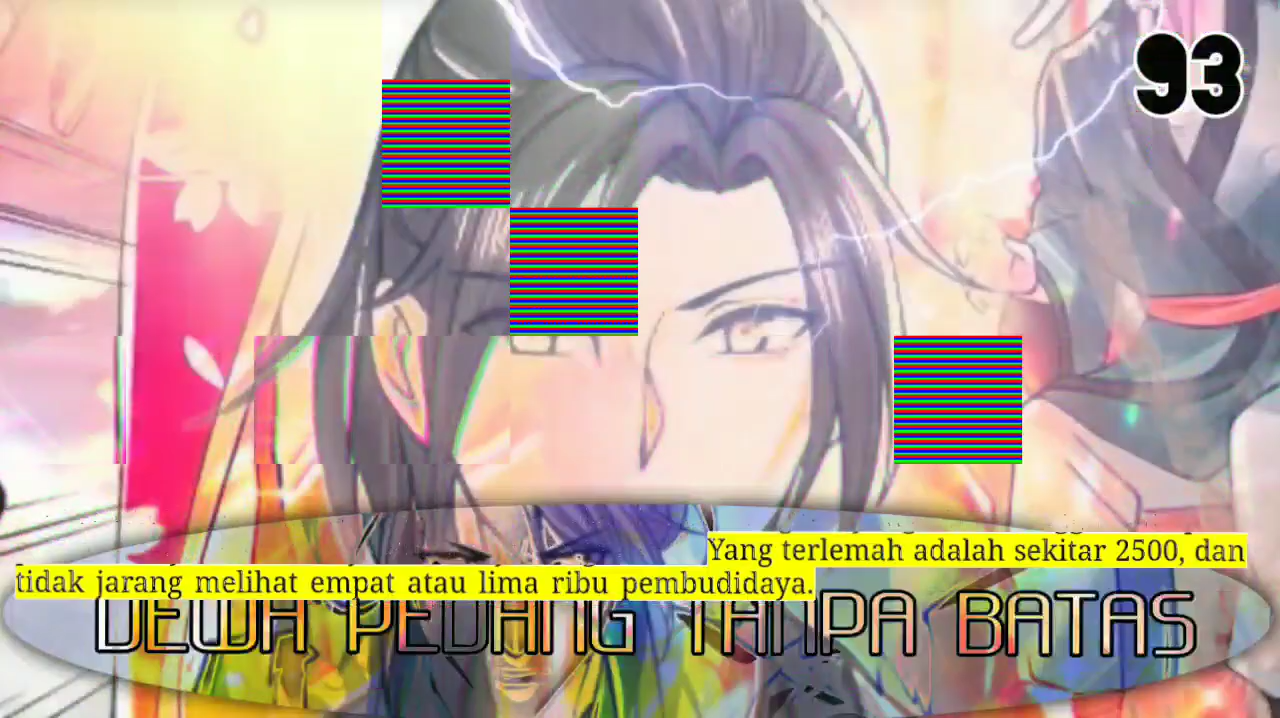 93
Yang terlemah adalah sekitar 2500, dan
tidak jarang melihat empat atau lima ribu pembudidaya.
DEWA PEDANG TANPA BATAS